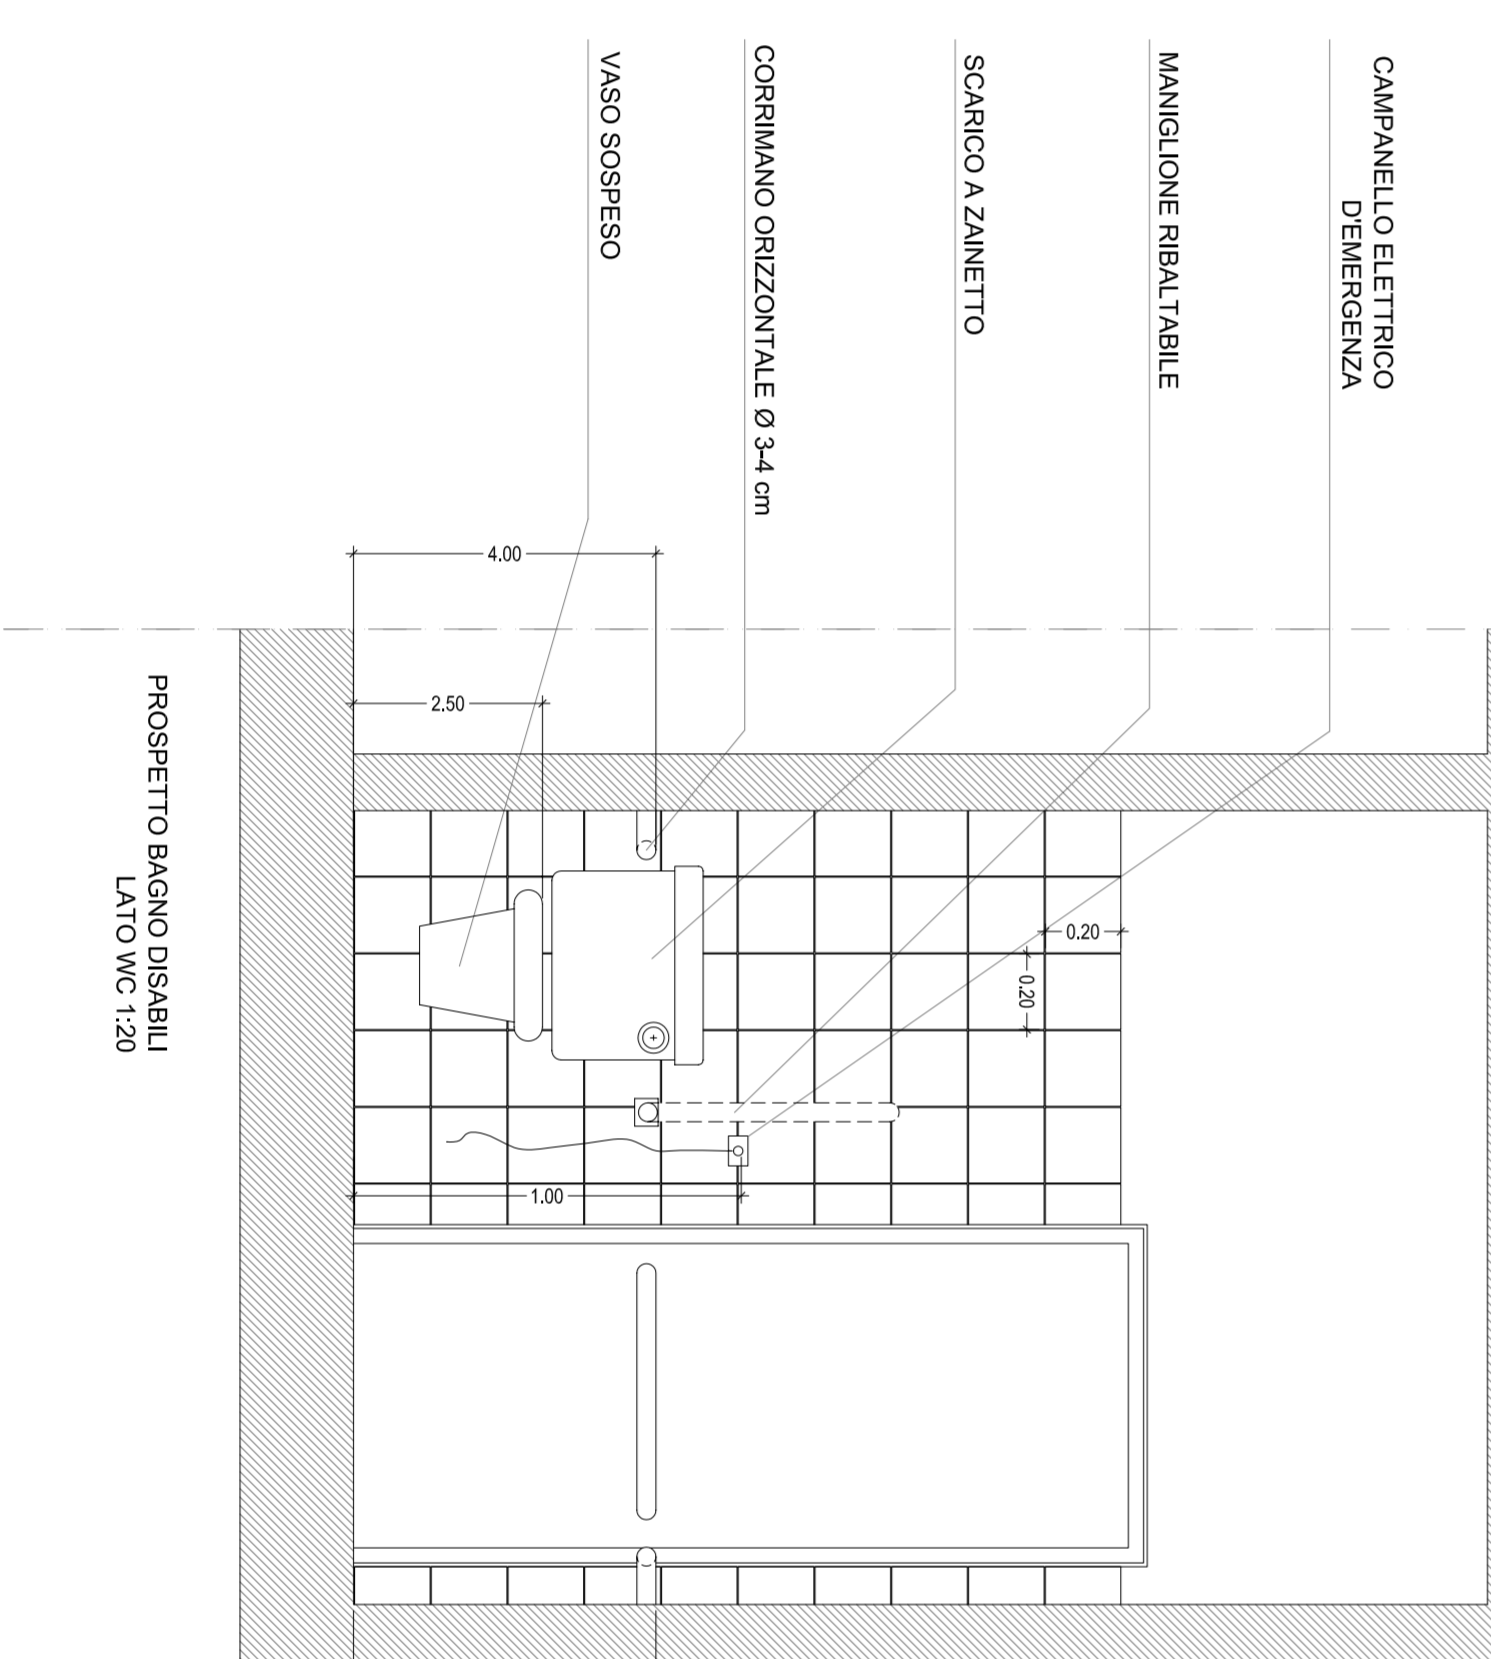 CAMPANELLO ELETTRICO
D'EMERGENZA
MANIGLIONE RIBALTABILE
SCARICO A ZAINETTO
CORRIMANO ORIZZONTALE Ø 3-4 cm
VASO SOSPESO
4.00
2.50
0.20
0.20
1.00
PROSPETTO BAGNO DISABILI
LATO WC 1:20